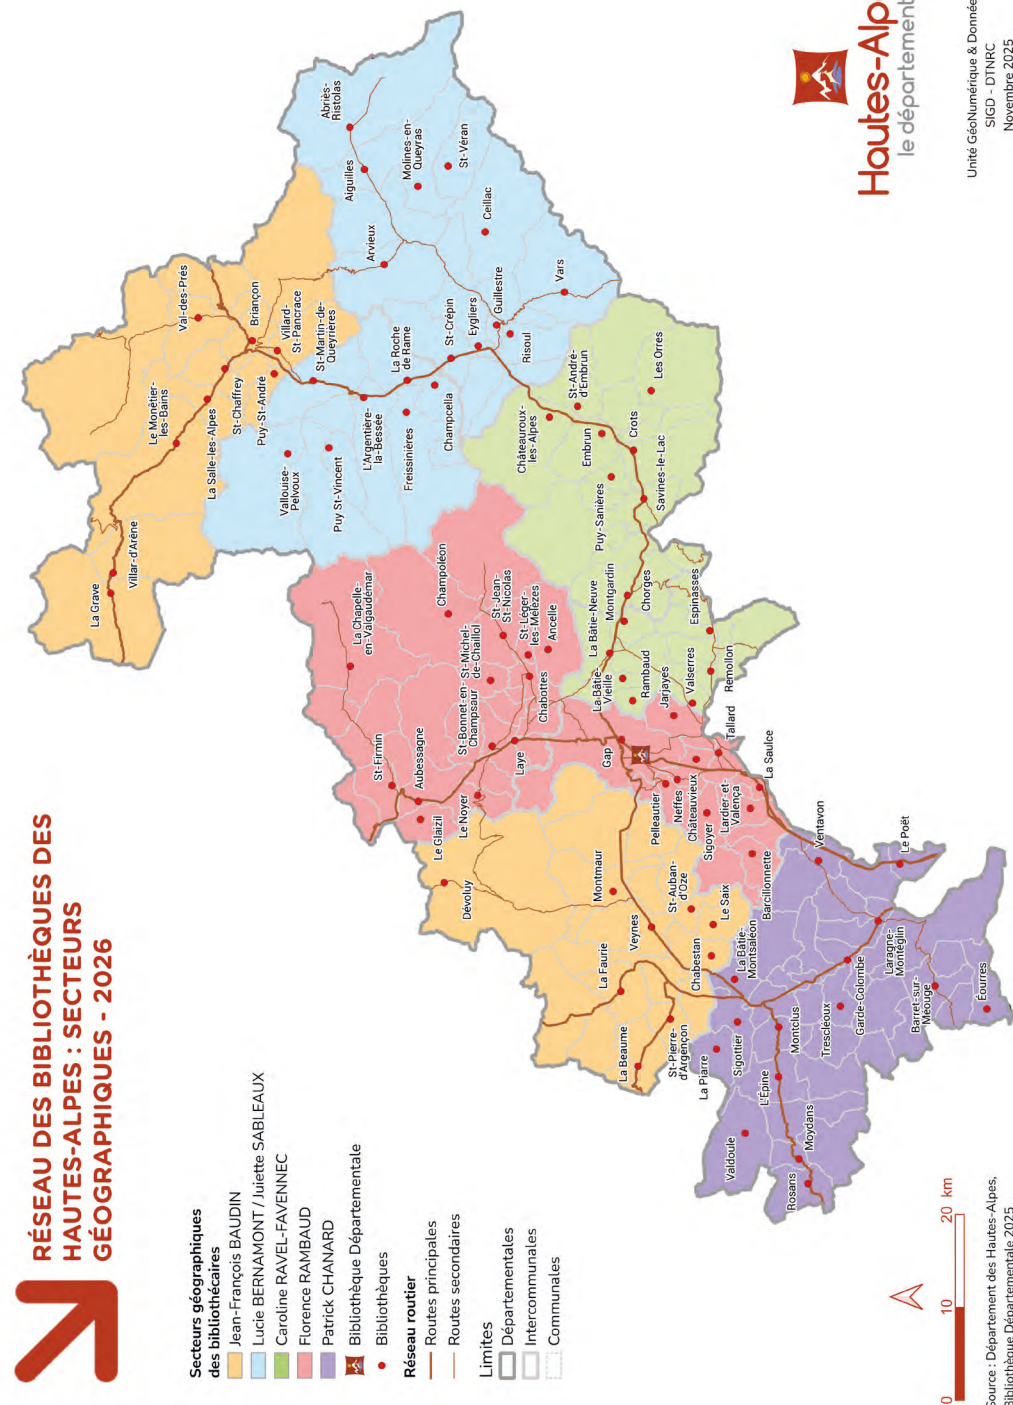 RÉSEAU DES BIBLIOTHÈQUES DES
HAUTES-ALPES : SECTEURS
GÉOGRAPHIQUES - 2026
Secteurs géographiques
des bibliothécaires
Jean-François BAUDIN
Lucie BERNAMONT / Juiette SABLEAUX
Caroline RAVEL-FAVENNEC
Florence RAMBAUD
Patrick CHANARD
Bibliothèque Départementale
Bibliothèques
Réseau routier
Routes principales
Routes secondaires
Limites
Départementales
Intercommunales
Communales
0 10 20 km
Source : Département des Hautes-Alpes,
Bibliothèque Départementale 2025
La Grave
Villar-d'Arêne
Le Monêtier-
les-Bains
La Salle-les-Alpes
St-Chaffrey
Puy-St-André
Val-des-Prés
Briançon
Villard-
St-Pancrace
St-Martin-de-
Queyrières
Vallouise-
Pelvoux
Puy St-Vincent
L'Argentière-
la-Bessée
Freissinières
La Roche
de Rame
Champcella
St-Crépin
Eygliers
Guillestre
Risoul
Vars
Arvieux
Aiguilles
Abriès-
Ristolas
Molines-en-
Queyras
St-Véran
Ceillac
Châteauroux-
les-Alpes
St-André-
d'Embrun
Embrun
Les Orres
Crots
Puy-Sanières
Savines-le-Lac
La Bâtie-Neuve
Montgardin
Chorges
Espinasses
La-Bâtie-
Vieille
Rambaud
Jarjayes
Valserres
Remollon
La Chapelle-
en-Valgaudémar
Champoléon
St-Jean-
St-Nicolas
St-Léger-
les-Mélèzes
Ancelle
St-Michel-
de-Chaillol
St-Bonnet-en-
Champsaur
Chabottes
Laye
St-Firmin
Aubessagne
Le Glaizil
Le Noyer
Gap
Pelleautier
Neffes
Châteauvieux
Sigoyer
Lardier-et-
Valença
Tallard
La Saulce
Barcillonnette
Dévoluy
Montmaur
Veynes
St-Auban-
d'Oze
Le Saix
Chabestan
La Faurie
La Beaume
St-Pierre-
d'Argençon
La Bâtie-
Montsaléon
La Piarre
Sigottier
Montclus
L'Épine
Moydans
Rosans
Valdoule
Trescléoux
Garde-Colombe
Laragne-
Montéglin
Barret-sur-
Méouge
Éourres
Ventavon
Le Poët
Hautes-Alp
le département
Unité GéoNumérique & Donnée
SIGD - DTNRC
Novembre 2025